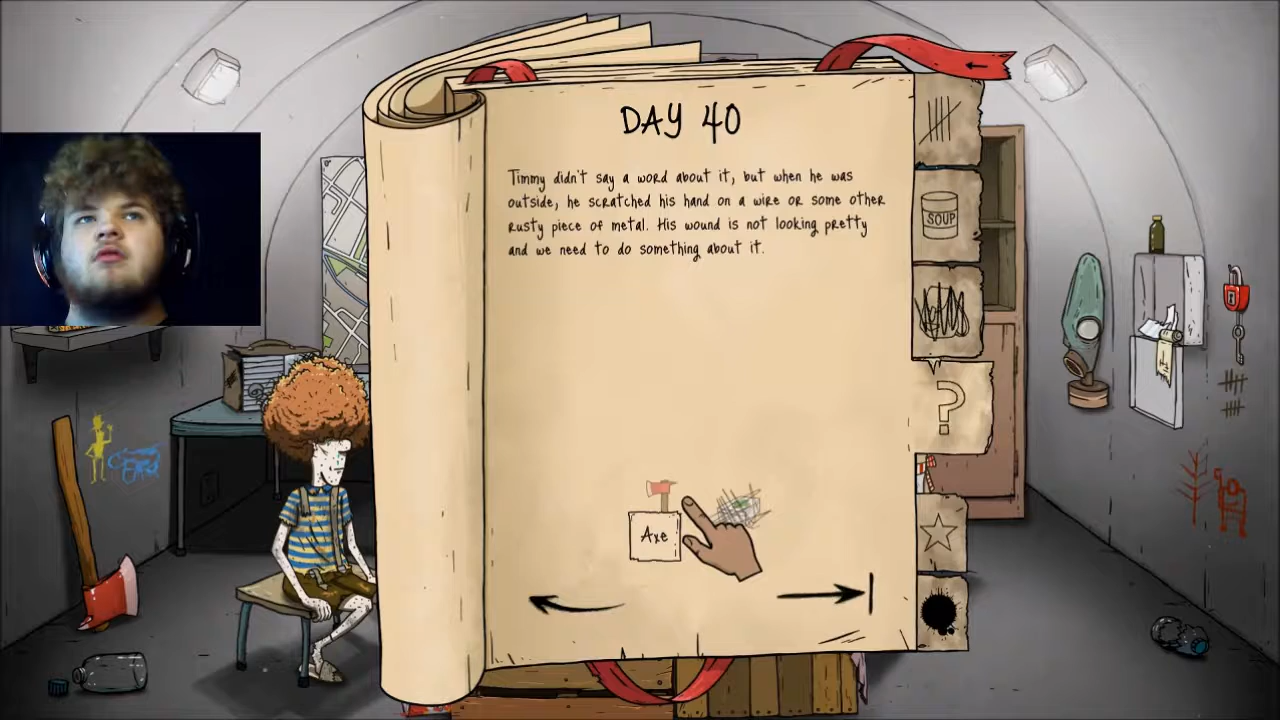 DAY 40
Timmy didn't say a word about it, but when he was
outside, he scratched his hand on a wire or some other
rusty piece of metal. His wound is not looking pretty
and we need to do something about it.
SOUP
?
Axe